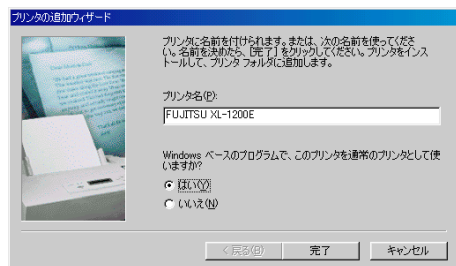 プリンタの追加ウィザード
プリンタに名前を付けられます。または、次の名前を使ってくださ
い。名前を決めたら、[完了] をクリックしてください。プリンタをインス
トールして、プリンタ フォルダに追加します。
プリンタ名(P):
FUJITSU XL-1200E
Windows ベースのプログラムで、このプリンタを通常のプリンタとして使
いますか?
はい(Y)
いいえ(N)
< 戻る(B)
完了
キャンセル